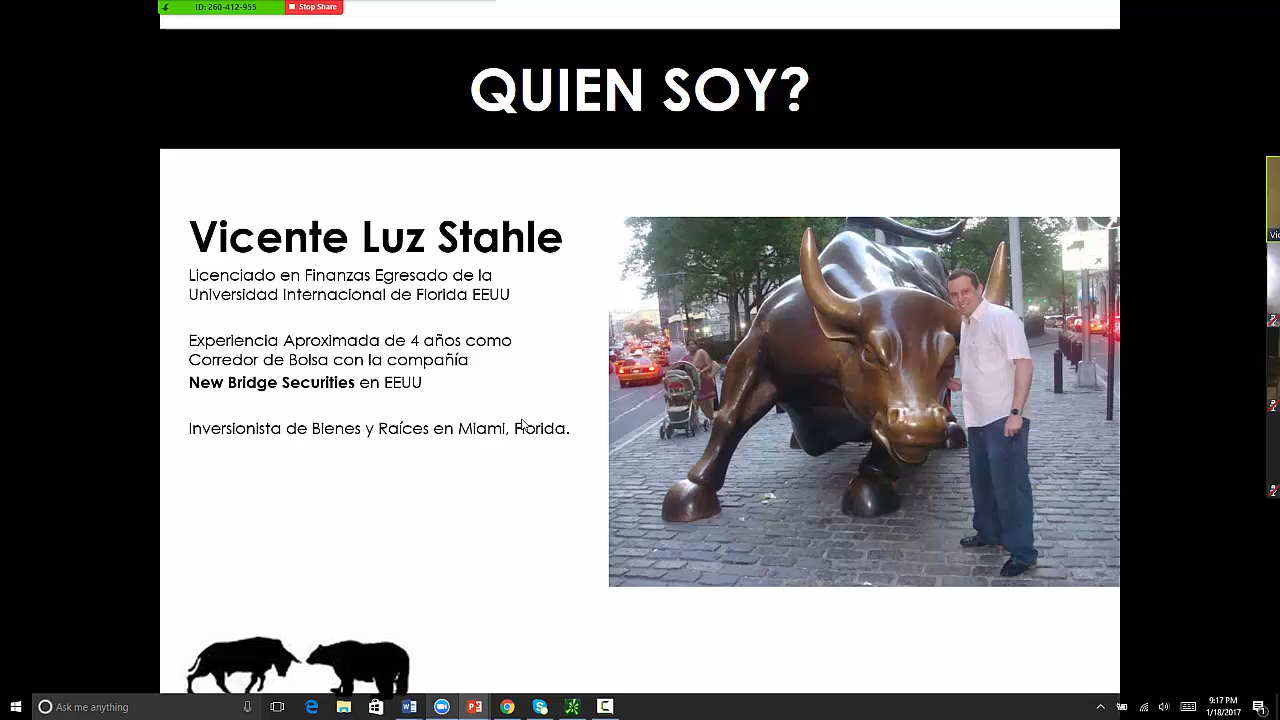 ID: 260-412-955
Stop Share
QUIEN SOY?
Vicente Luz Stahle
Licenciado en Finanzas Egresado de la
Universidad Internacional de Florida EEUU
Experiencia Aproximada de 4 años como
Corredor de Bolsa con la compañía
New Bridge Securities en EEUU
Inversionista de Bienes y Raíces en Miami, Florida.
Ask me anything
9:17 PM
1/18/2017